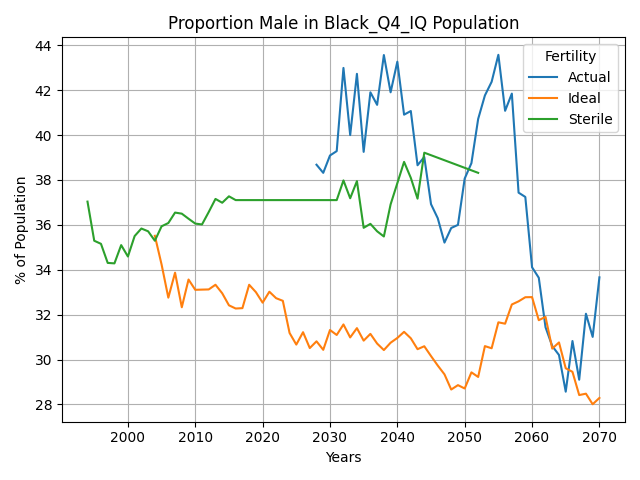 Proportion Male in Black_Q4_IQ Population
% of Population
44
42
40
38
36
34
32
30
28
Fertility
Actual
Ideal
Sterile
2000
2010
2020
2030
2040
2050
2060
2070
Years